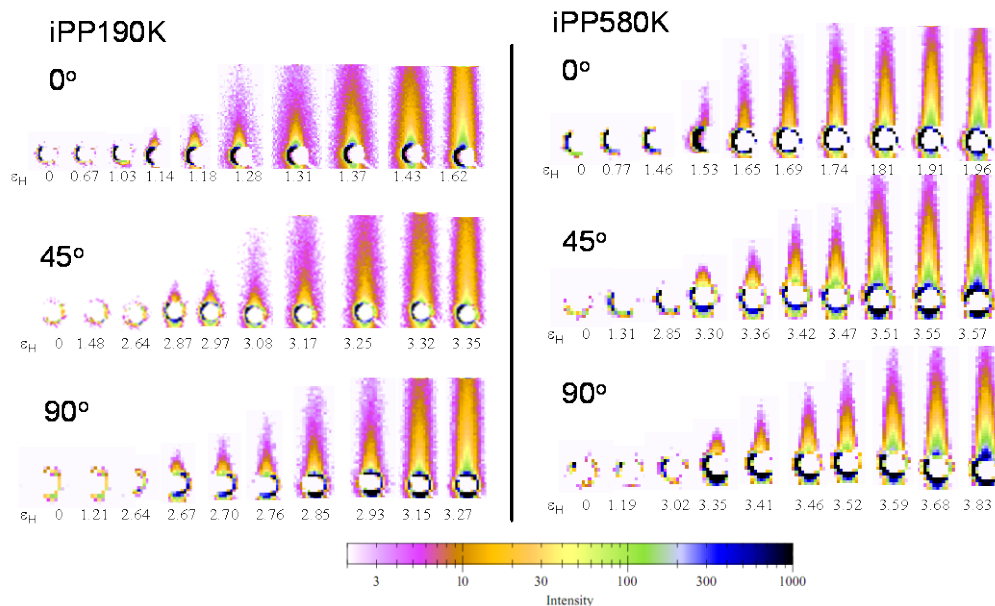 iPP190K
0°
εH 0 0.67 1.03 1.14 1.18 1.28 1.31 1.37 1.43 1.62
45°
εH 0 1.48 2.64 2.87 2.97 3.08 3.17 3.25 3.32 3.35
90°
εH 0 1.21 2.64 2.67 2.70 2.76 2.85 2.93 3.15 3.27
iPP580K
0°
εH 0 0.77 1.46 1.53 1.65 1.69 1.74 181 1.91 1.96
45°
εH 0 1.31 2.85 3.30 3.36 3.42 3.47 3.51 3.55 3.57
90°
εH 0 1.19 3.02 3.35 3.41 3.46 3.52 3.59 3.68 3.83
3 10 30 100 300 1000
Intensity